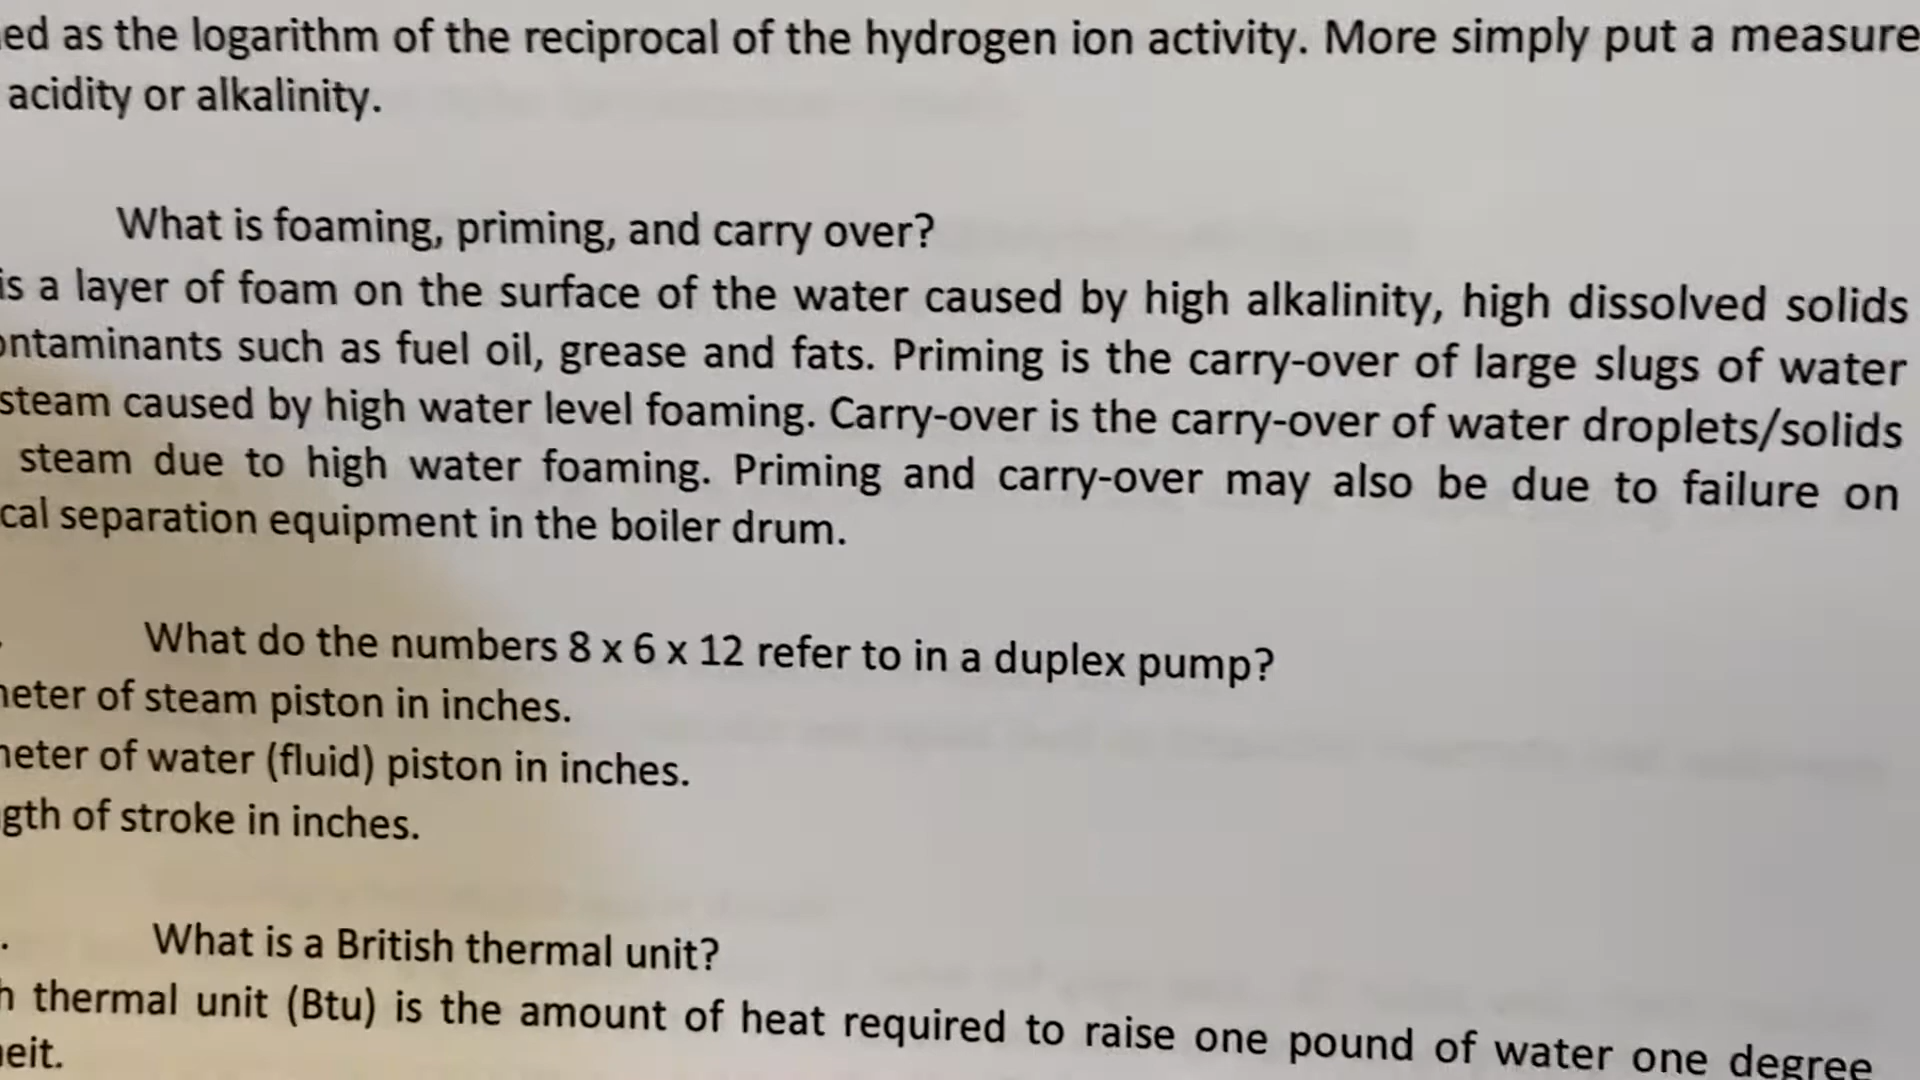 ed as the logarithm of the reciprocal of the hydrogen ion activity. More simply put a measure
acidity or alkalinity.
What is foaming, priming, and carry over?
is a layer of foam on the surface of the water caused by high alkalinity, high dissolved solids
ontaminants such as fuel oil, grease and fats. Priming is the carry-over of large slugs of water
steam caused by high water level foaming. Carry-over is the carry-over of water droplets/solids
steam due to high water foaming. Priming and carry-over may also be due to failure on
cal separation equipment in the boiler drum.
What do the numbers 8 x 6 x 12 refer to in a duplex pump?
neter of steam piston in inches.
neter of water (fluid) piston in inches.
gth of stroke in inches.
. What is a British thermal unit?
h thermal unit (Btu) is the amount of heat required to raise one pound of water one degree
eit.